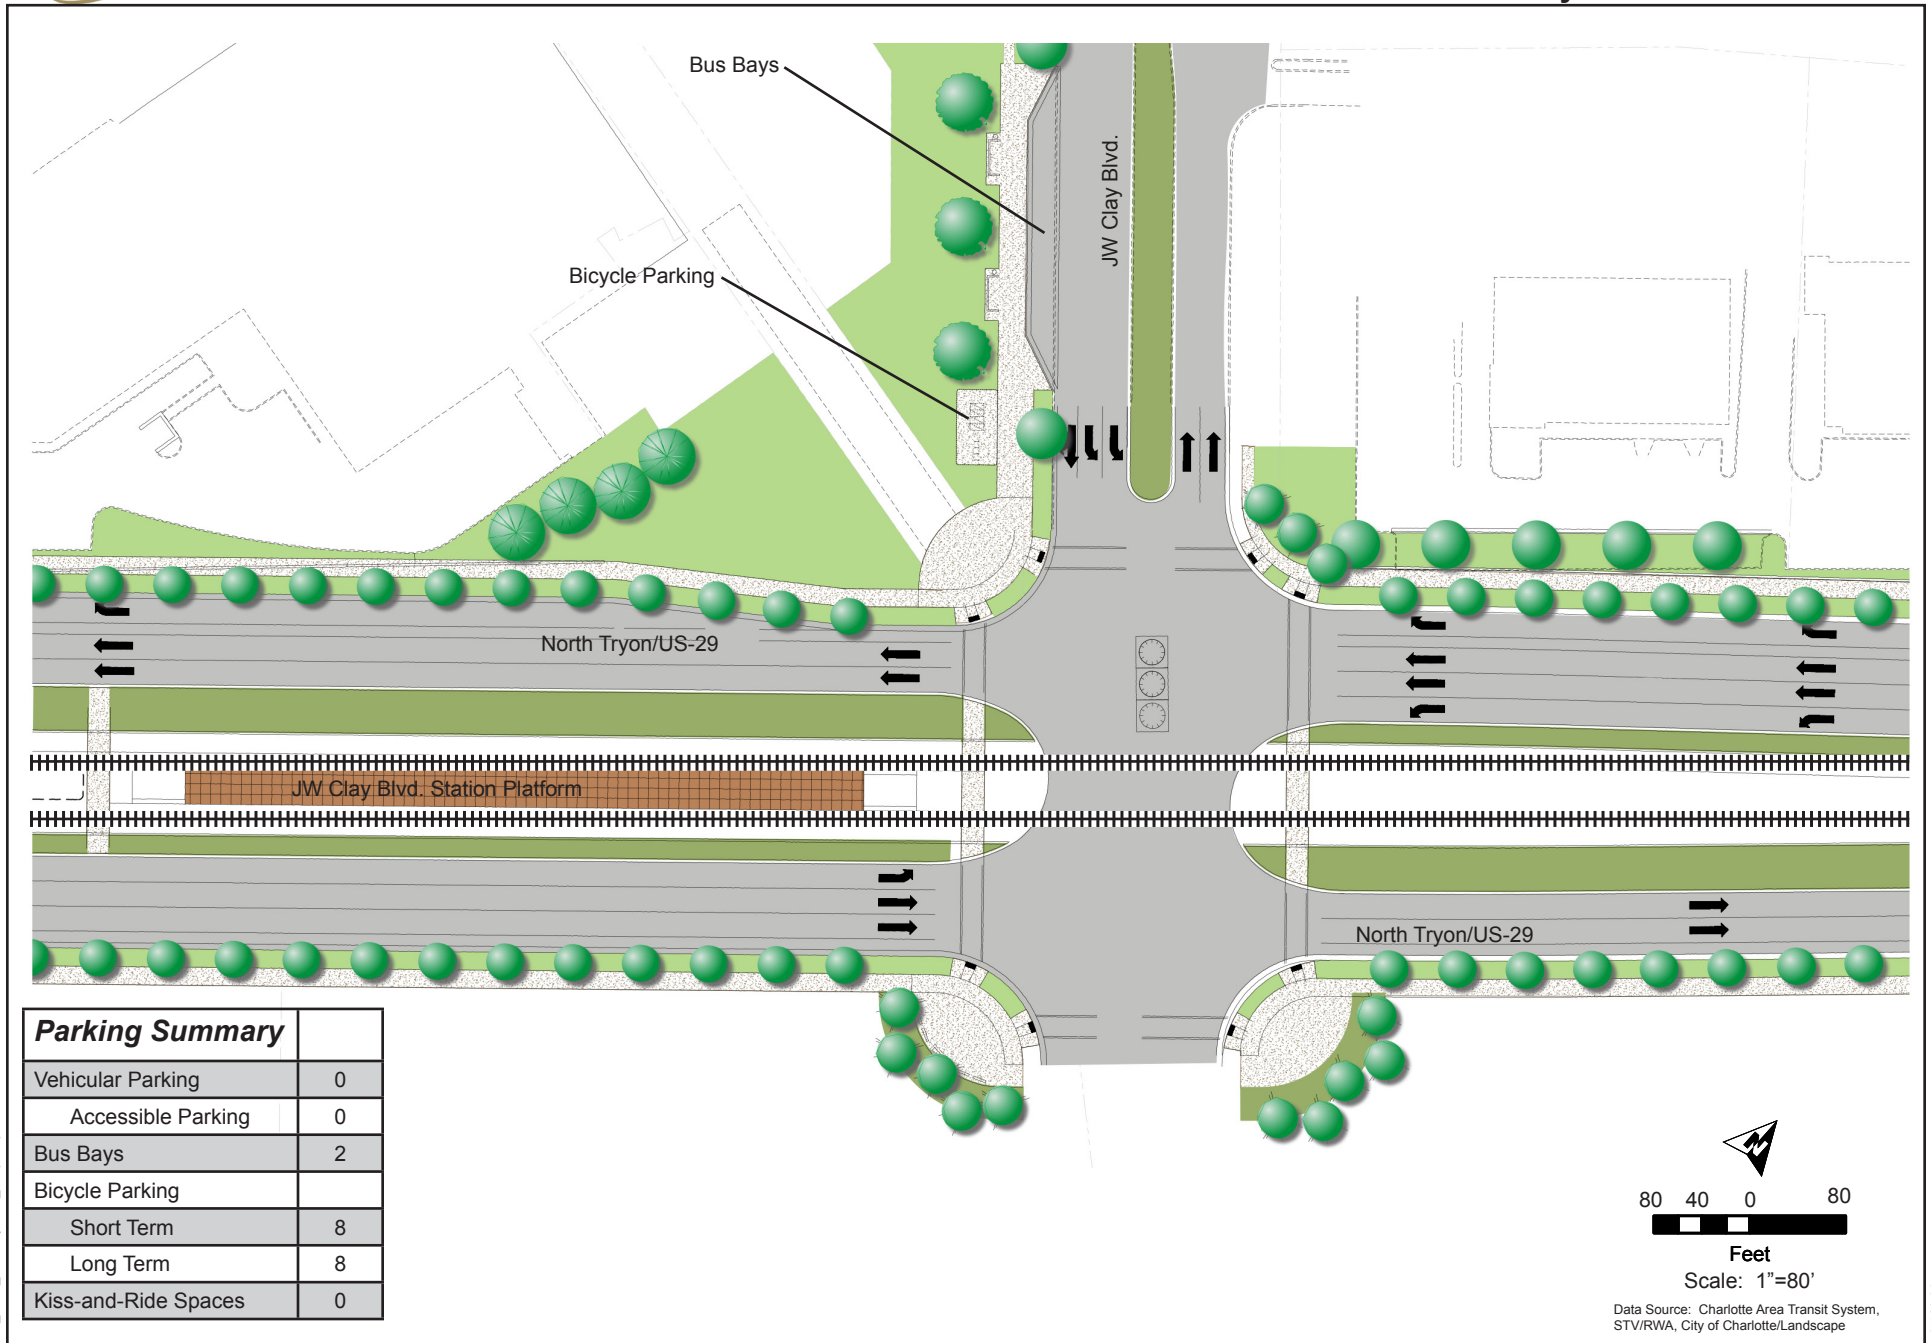 Bus Bays
JW Clay Blvd.
Bicycle Parking
North Tryon/US-29
JW Clay Blvd. Station Platform
North Tryon/US-29
Parking Summary
Vehicular Parking 0
Accessible Parking 0
Bus Bays 2
Bicycle Parking
Short Term 8
Long Term 8
Kiss-and-Ride Spaces 0
N
80 40 0 80
Feet
Scale: 1”=80’
Data Source: Charlotte Area Transit System,
STV/RWA, City of Charlotte/Landscape